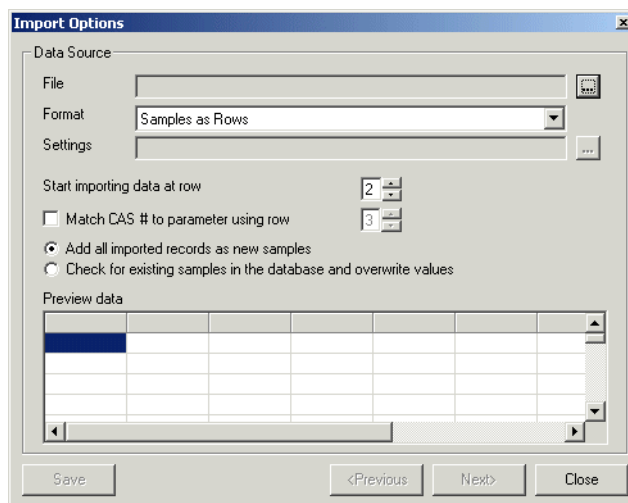 Import Options
Data Source
File
...
Format
Samples as Rows
Settings
...
Start importing data at row
2
Match CAS # to parameter using row
3
Add all imported records as new samples
Check for existing samples in the database and overwrite values
Preview data
Save
<Previous
Next>
Close